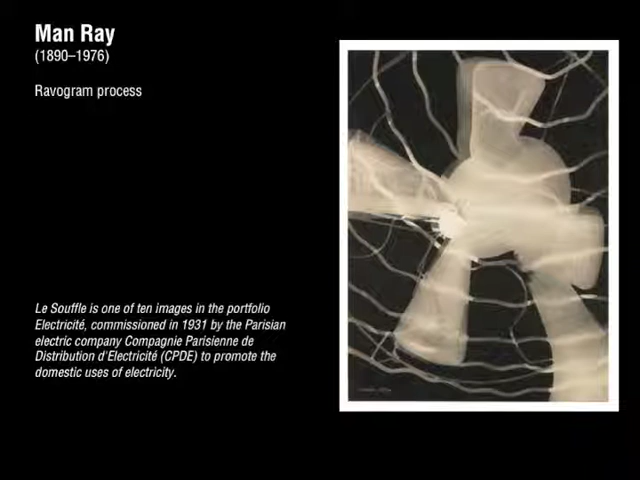 Man Ray
(1890–1976)
Ravogram process
Le Souffle is one of ten images in the portfolio
Electricité, commissioned in 1931 by the Parisian
electric company Compagnie Parisienne de
Distribution d'Electricité (CPDE) to promote the
domestic uses of electricity.